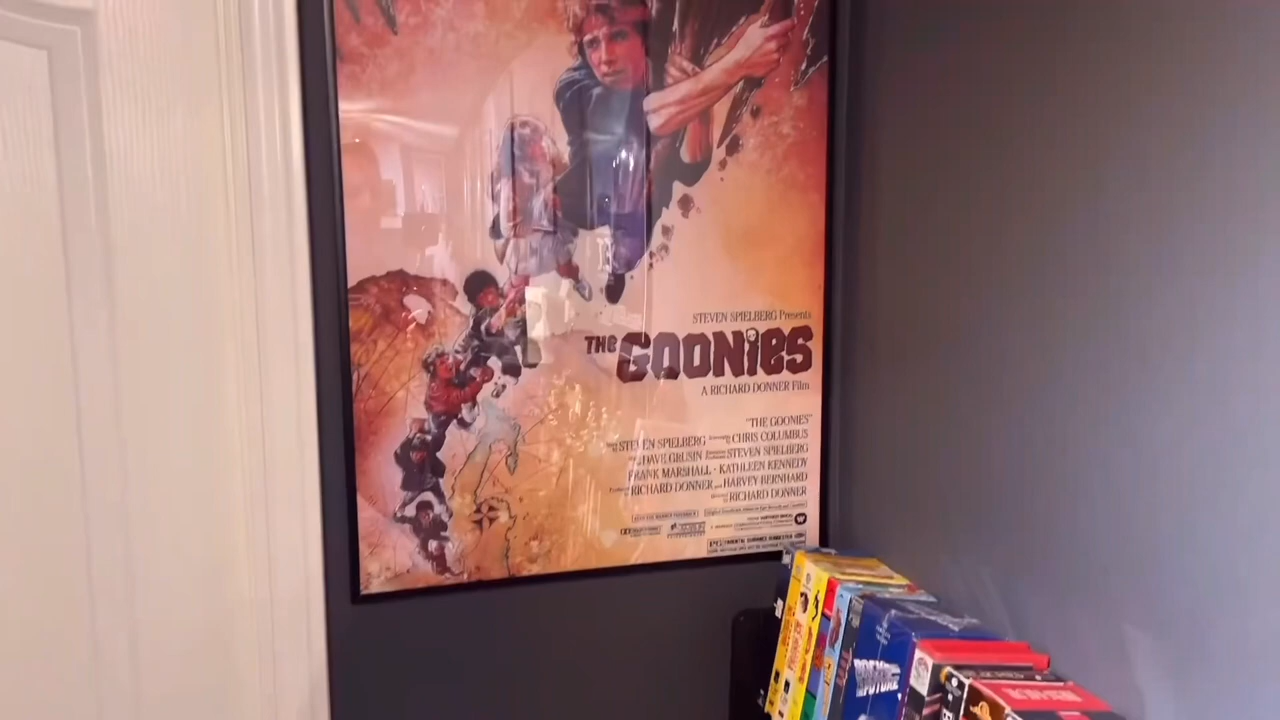 STEVEN SPIELBERG Presents
THE GOONIES
A RICHARD DONNER Film
"THE GOONIES"
STEVEN SPIELBERG CHRIS COLUMBUS
DAVE GRUSIN STEVEN SPIELBERG
FRANK MARSHALL · KATHLEEN KENNEDY
RICHARD DONNER and HARVEY BERNHARD
RICHARD DONNER
BACK TO THE FUTURE